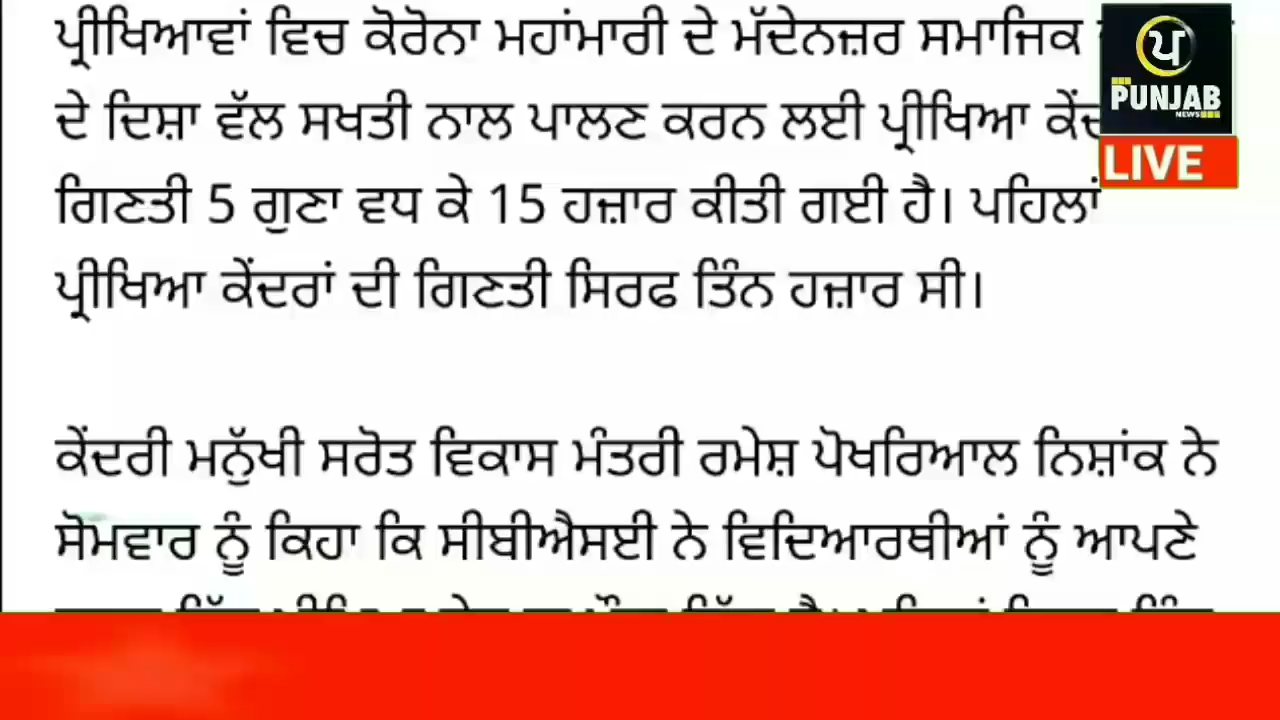 ਪ੍ਰੀਖਿਆਵਾਂ ਵਿਚ ਕੋਰੋਨਾ ਮਹਾਂਮਾਰੀ ਦੇ ਮੱਦੇਨਜ਼ਰ ਸਮਾਜਿਕ
ਦੇ ਦਿਸ਼ਾ ਵੱਲ ਸਖਤੀ ਨਾਲ ਪਾਲਣ ਕਰਨ ਲਈ ਪ੍ਰੀਖਿਆ
ਗਿਣਤੀ 5 ਗੁਣਾ ਵਧ ਕੇ 15 ਹਜ਼ਾਰ ਕੀਤੀ ਗਈ ਹੈ। ਪਹਿਲਾਂ
ਪ੍ਰੀਖਿਆ ਕੇਂਦਰਾਂ ਦੀ ਗਿਣਤੀ ਸਿਰਫ ਤਿੰਨ ਹਜ਼ਾਰ ਸੀ।
ਕੇਂਦਰੀ ਮਨੁੱਖੀ ਸਰੋਤ ਵਿਕਾਸ ਮੰਤਰੀ ਰਮੇਸ਼ ਪੋਖਰਿਆਲ ਨਿਸ਼ਾਂਕ ਨੇ
ਸੋਮਵਾਰ ਨੂੰ ਕਿਹਾ ਕਿ ਸੀਬੀਐਸਈ ਨੇ ਵਿਦਿਆਰਥੀਆਂ ਨੂੰ ਆਪਣੇ
ਪ
PUNJAB
NEWS
LIVE